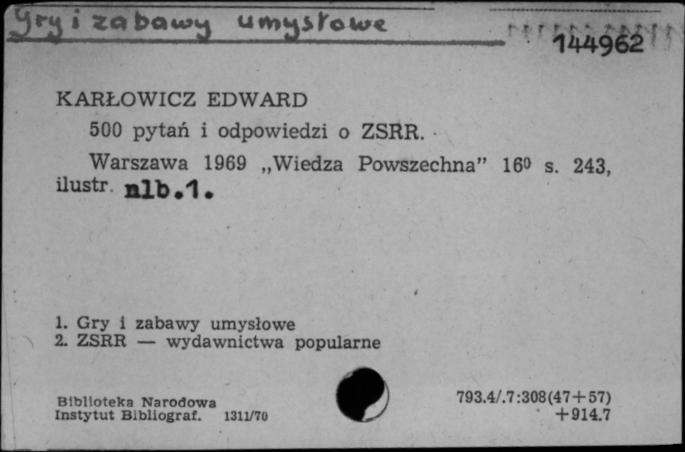 Gry i zabawy umysłowe
144962
KARŁOWICZ EDWARD
500 pytań i odpowiedzi o ZSRR.
Warszawa 1969 „Wiedza Powszechna” 16⁰ s. 243,
ilustr. nlb.1.
1. Gry i zabawy umysłowe
2. ZSRR — wydawnictwa popularne
Biblioteka Narodowa
Instytut Bibliograf. 1311/70
793.4/.7:308(47+57)
+914.7